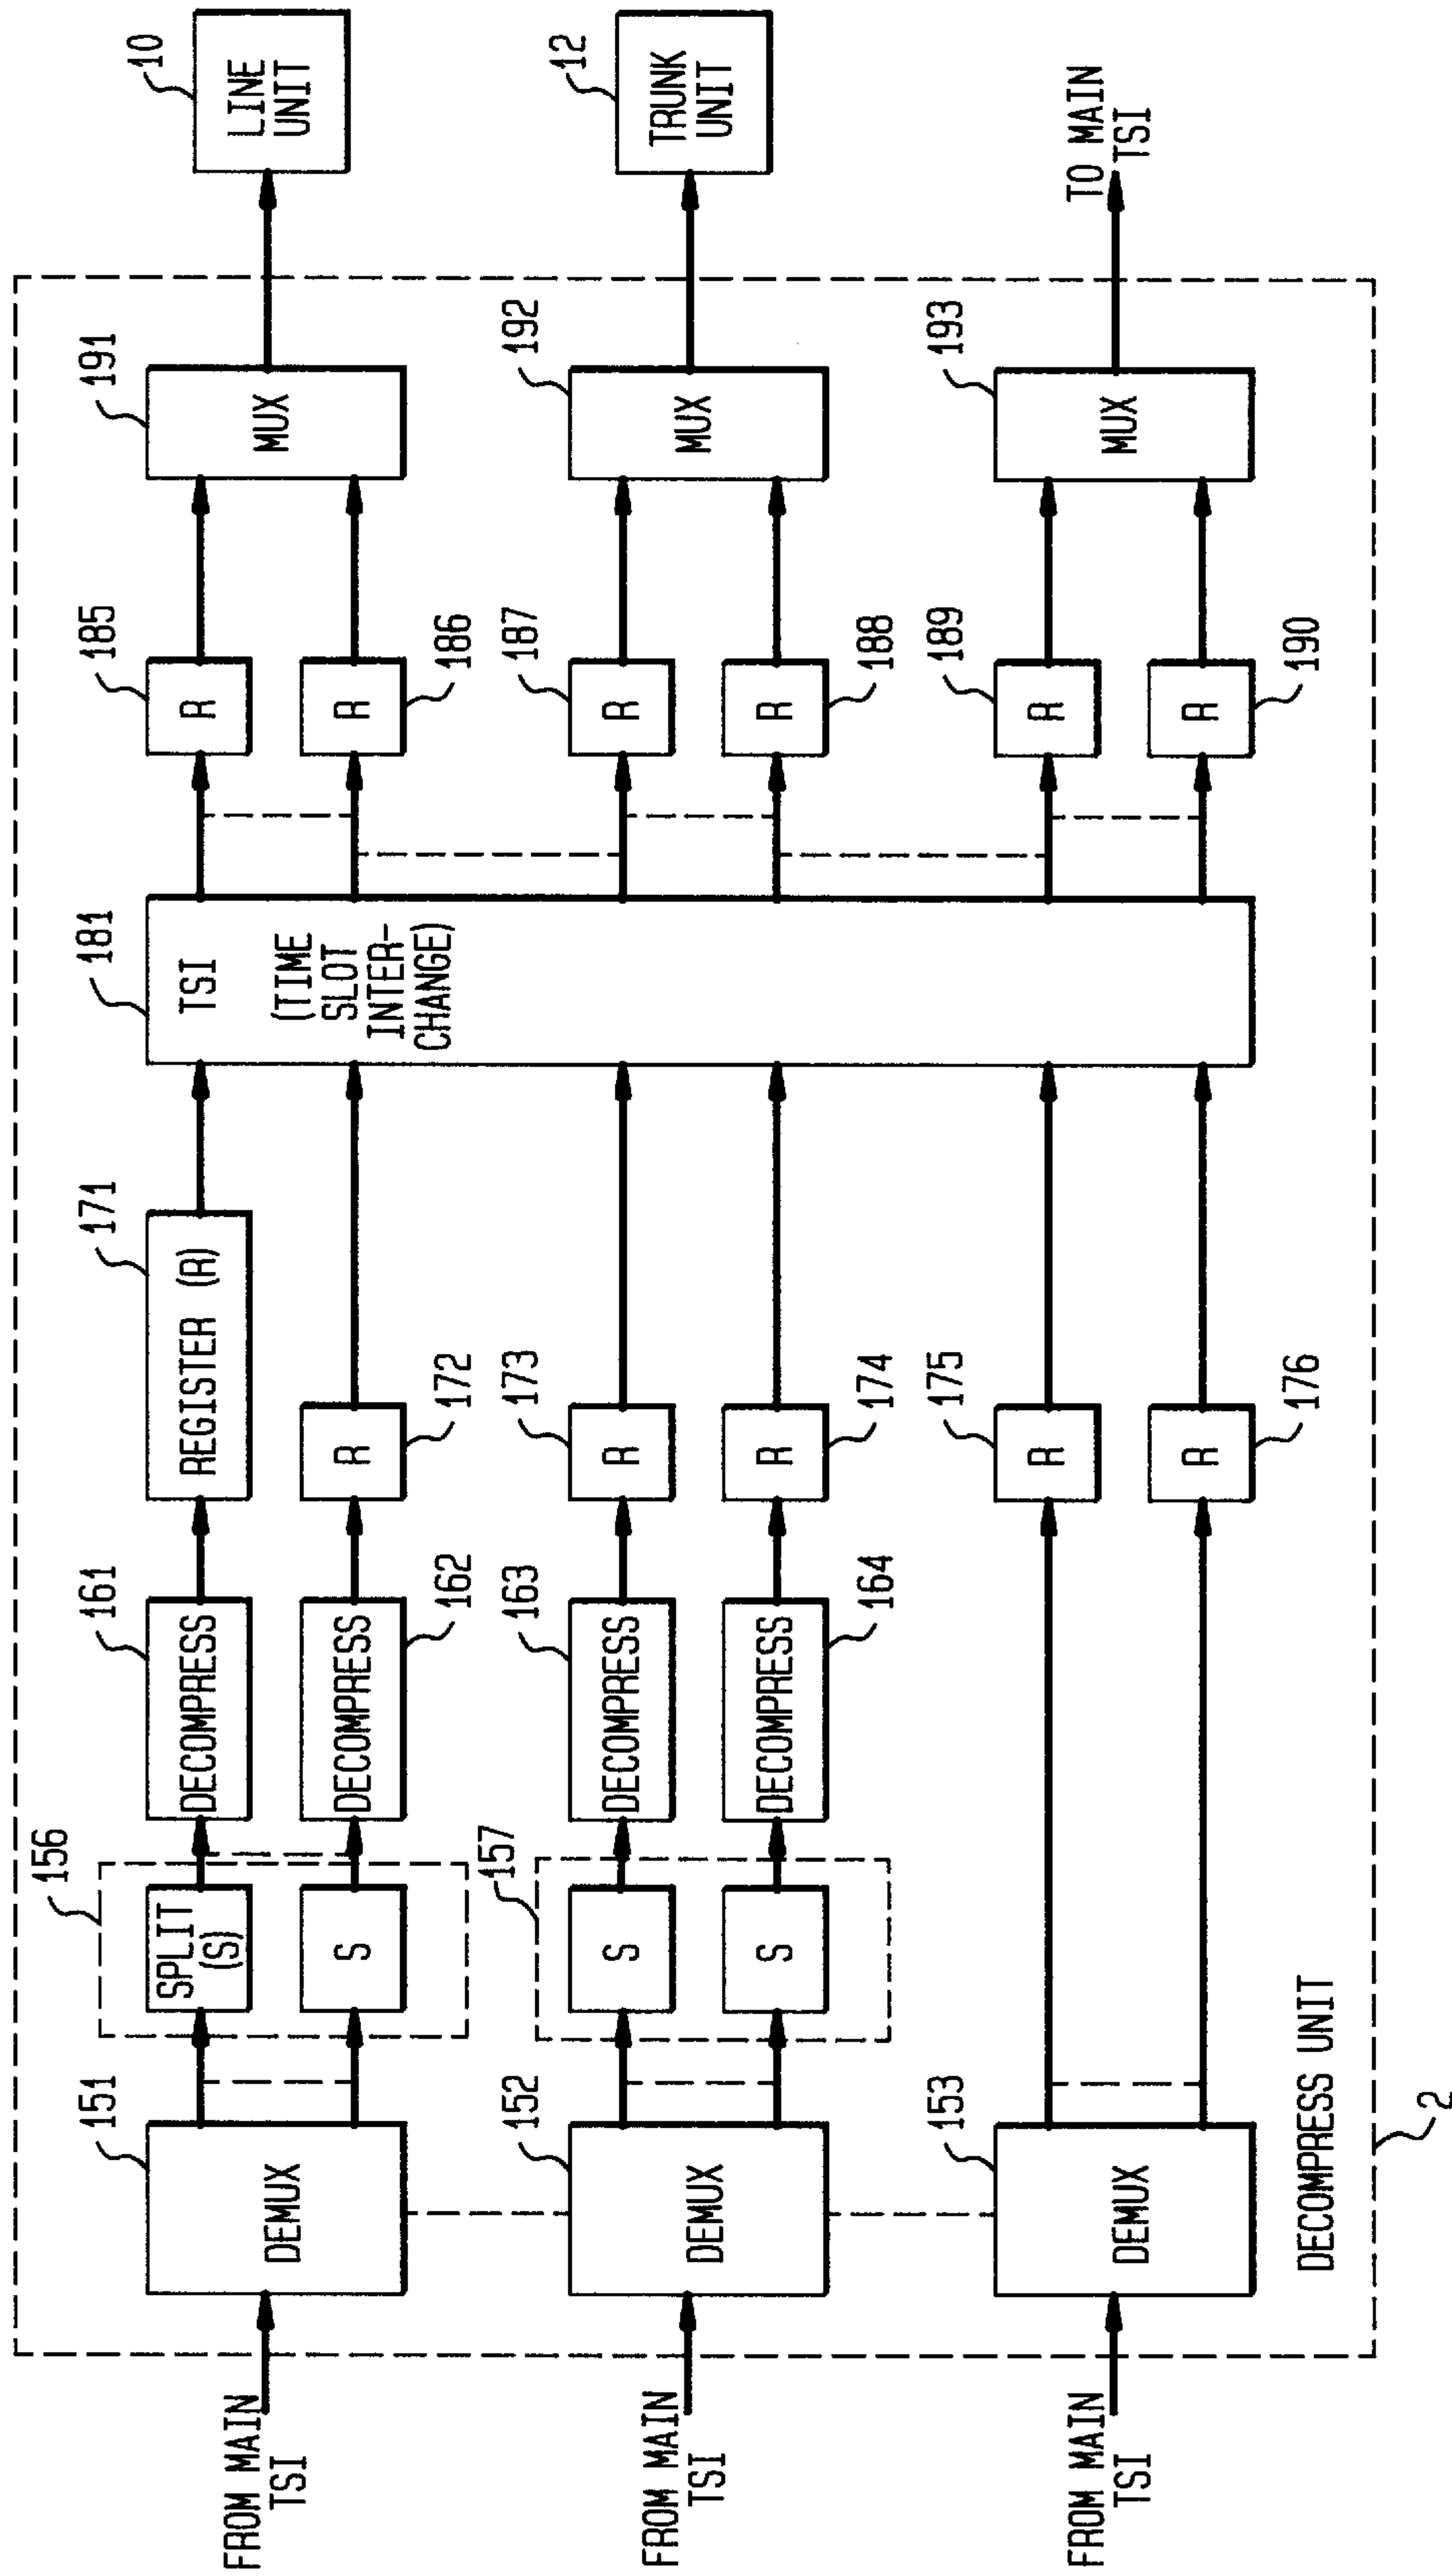 FROM MAIN
TSI
151
DEMUX
156
SPLIT
(S)
S
161
DECOMPRESS
DECOMPRESS
162
171
REGISTER (R)
R
172
181
TSI
(TIME
SLOT
INTER-
CHANGE)
185
R
R
186
191
MUX
10
LINE
UNIT
FROM MAIN
TSI
152
DEMUX
157
S
S
163
DECOMPRESS
DECOMPRESS
164
173
R
R
174
187
R
R
188
192
MUX
12
TRUNK
UNIT
FROM MAIN
TSI
153
DEMUX
175
R
R
176
189
R
R
190
193
MUX
TO MAIN
TSI
DECOMPRESS UNIT
2